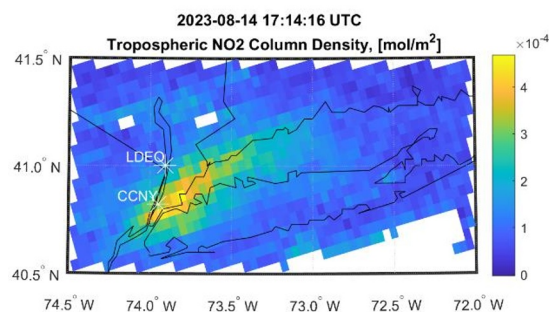 2023-08-14 17:14:16 UTC
Tropospheric NO2 Column Density, [mol/m²]
×10⁻⁴
41.5° N
41.0° N
40.5° N
LDEO
CCNY
4
3
2
1
0
74.5° W 74.0° W 73.5° W 73.0° W 72.5° W 72.0° W